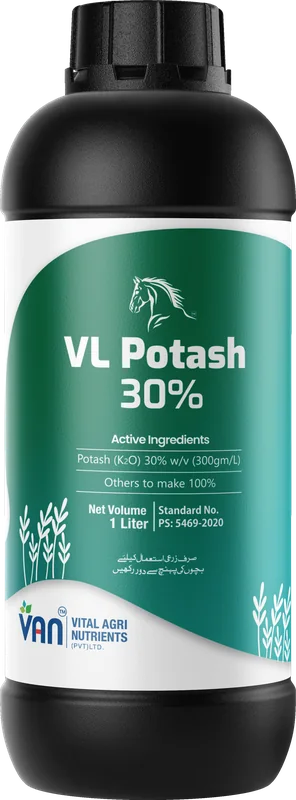 VL Potash
30%
Active Ingredients
Potash (K₂O) 30% w/v (300gm/L)
Others to make 100%
Net Volume
1 Liter
Standard No.
PS: 5469-2020
صرف زرعی استعمال کیلئے
بچوں کی پہنچ سے دور رکھیں
VAN TM
VITAL AGRI
NUTRIENTS
(PVT)LTD.